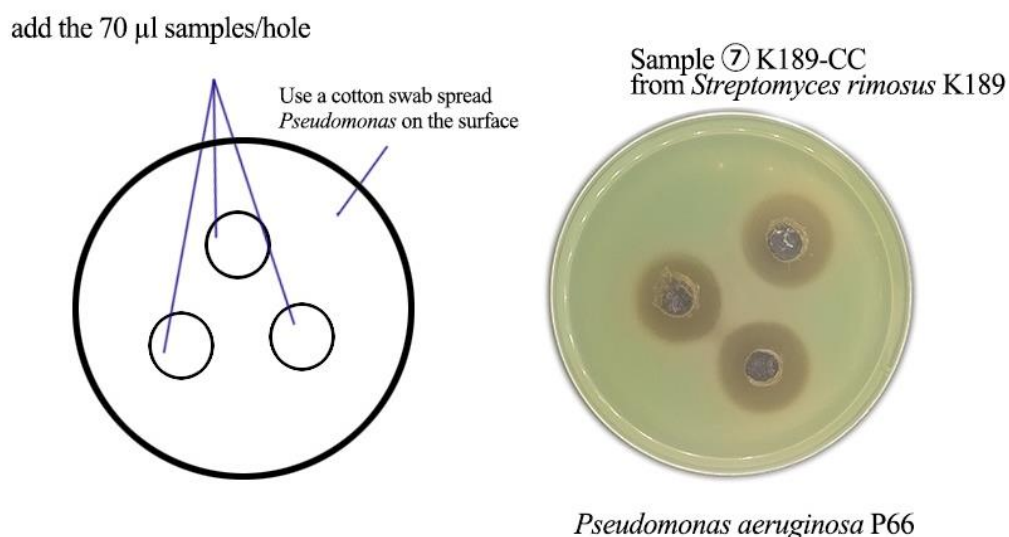 add the 70 µl samples/hole
Use a cotton swab spread
Pseudomonas on the surface
Sample ⑦ K189-CC
from Streptomyces rimosus K189
Pseudomonas aeruginosa P66